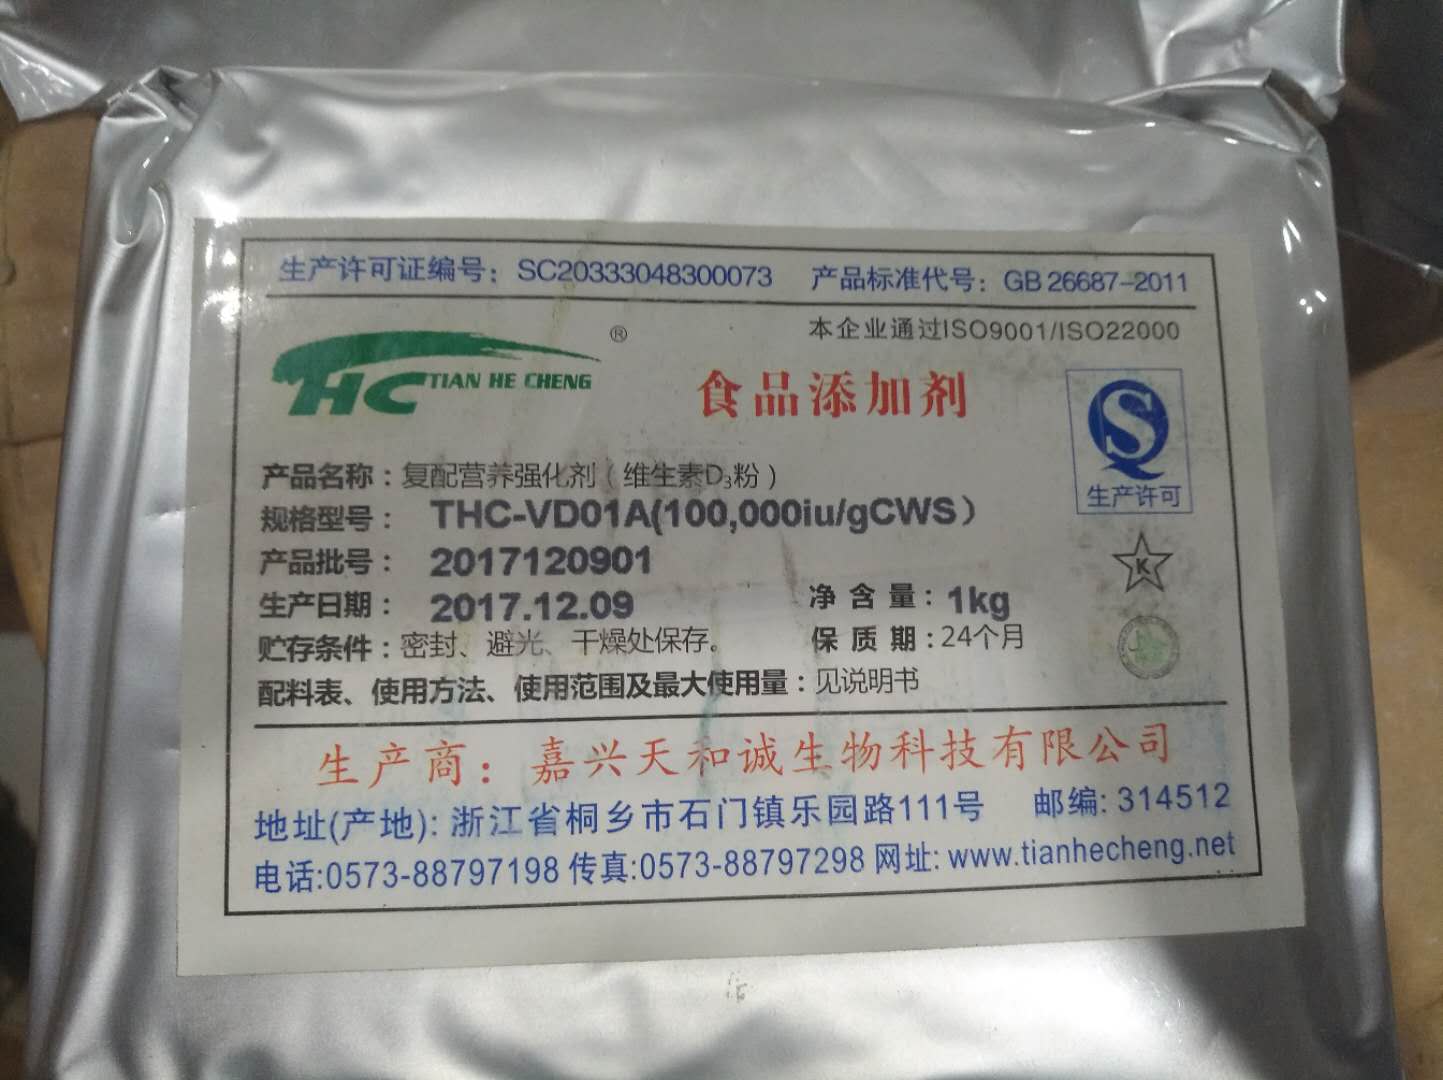 生产许可证编号：SC20333048300073 产品标准代号：GB 26687-2011
本企业通过ISO9001/ISO22000
THC TIAN HE CHENG ®
食品添加剂
QS
生产许可
产品名称：复配营养强化剂（维生素D₃粉）
规格型号：THC-VD01A(100,000iu/gCWS）
产品批号：2017120901
K
生产日期：2017.12.09 净含量：1kg
贮存条件：密封、避光、干燥处保存。 保质期：24个月
配料表、使用方法、使用范围及最大使用量：见说明书
生产商：嘉兴天和诚生物科技有限公司
地址(产地)：浙江省桐乡市石门镇乐园路111号 邮编：314512
电话:0573-88797198 传真:0573-88797298 网址: www.tianhecheng.net